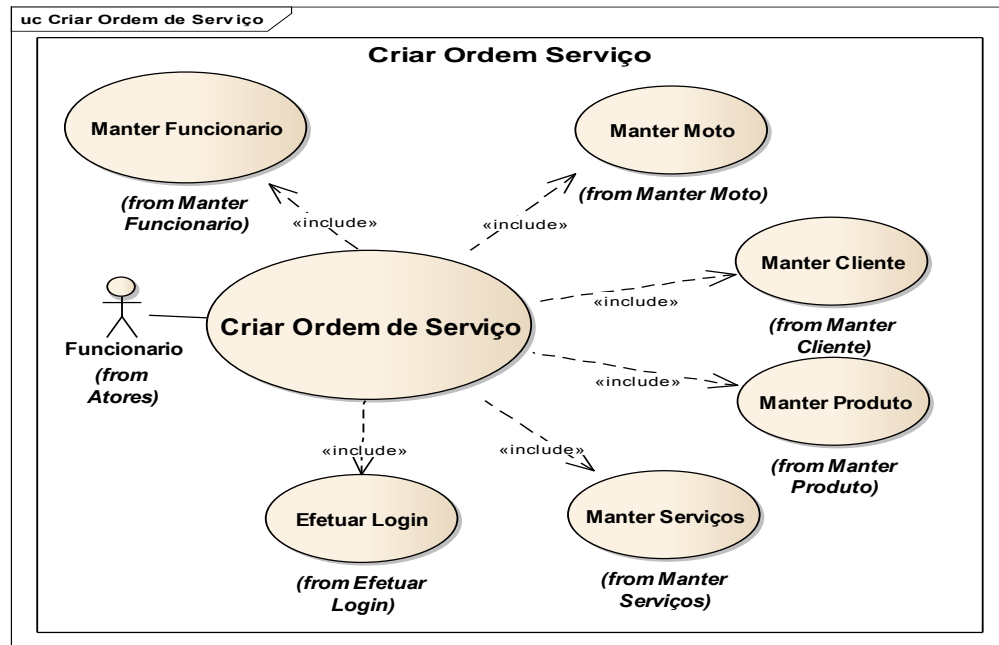 uc Criar Ordem de Serviço
Criar Ordem Serviço
Manter Funcionario
(from Manter
Funcionario)
Manter Moto
(from Manter Moto)
«include»
«include»
Manter Cliente
(from Manter
Cliente)
«include»
Funcionario
(from
Atores)
Criar Ordem de Serviço
«include»
Manter Produto
(from Manter
Produto)
«include»
«include»
Efetuar Login
(from Efetuar
Login)
Manter Serviços
(from Manter
Serviços)